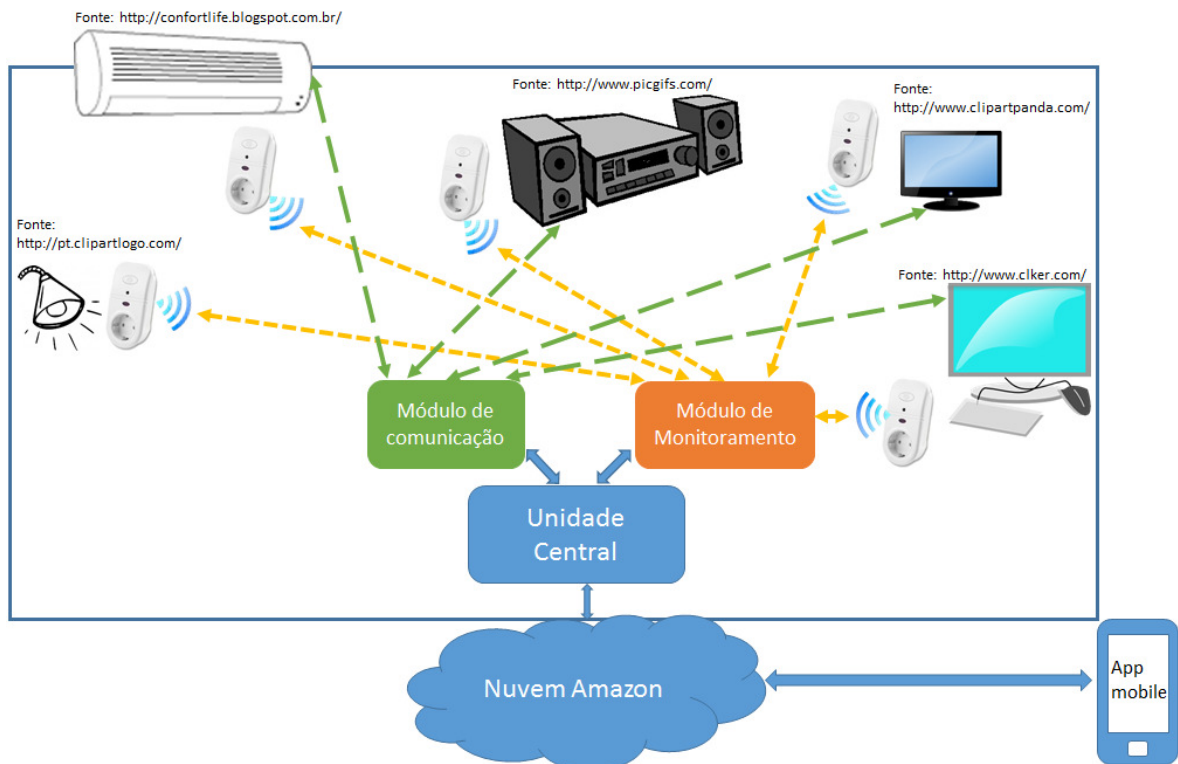 Fonte: http://confortlife.blogspot.com.br/
Fonte: http://www.picgifs.com/
Fonte:
http://www.clipartpanda.com/
Fonte:
http://pt.clipartlogo.com/
Fonte: http://www.clker.com/
Módulo de
comunicação
Módulo de
Monitoramento
Unidade
Central
Nuvem Amazon
App
mobile